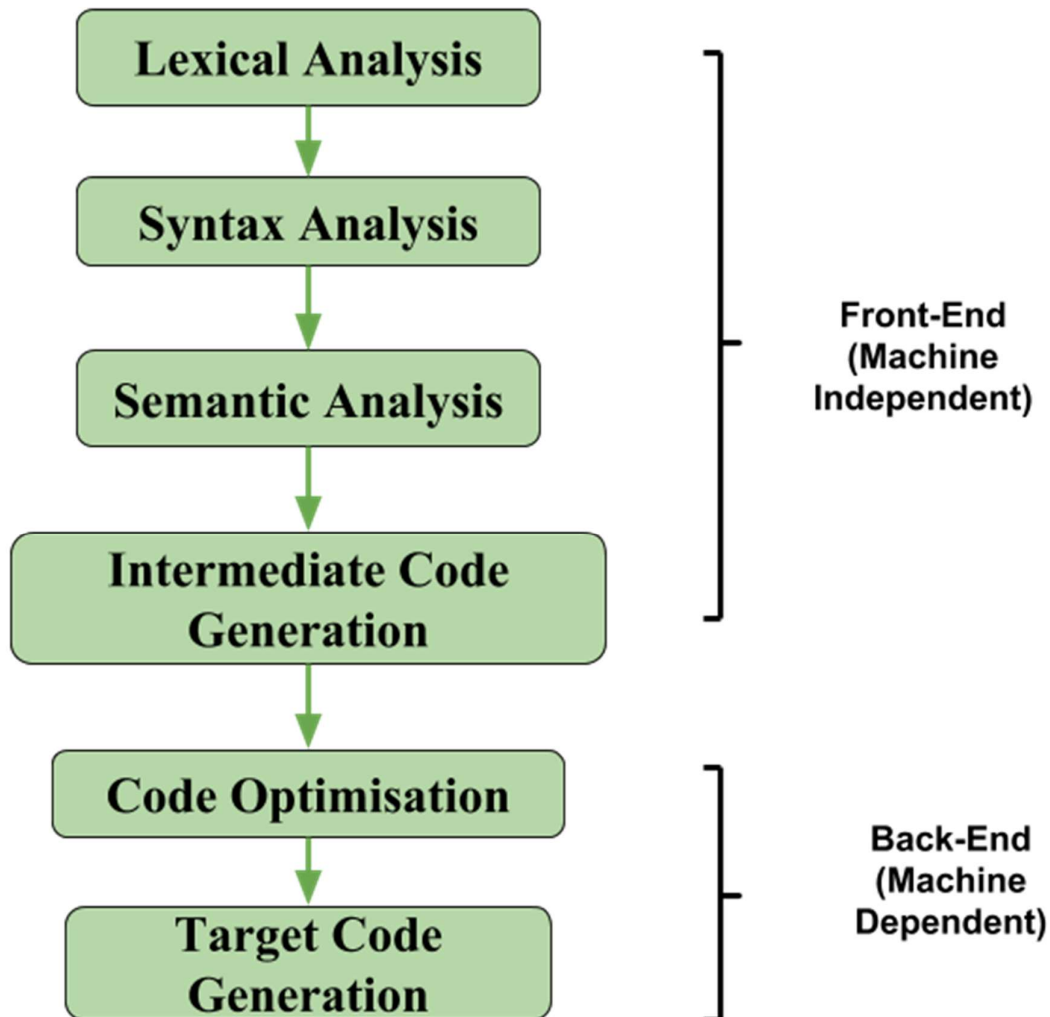 Lexical Analysis
Syntax Analysis
Semantic Analysis
Intermediate Code
Generation
Code Optimisation
Target Code
Generation
Front-End
(Machine
Independent)
Back-End
(Machine
Dependent)